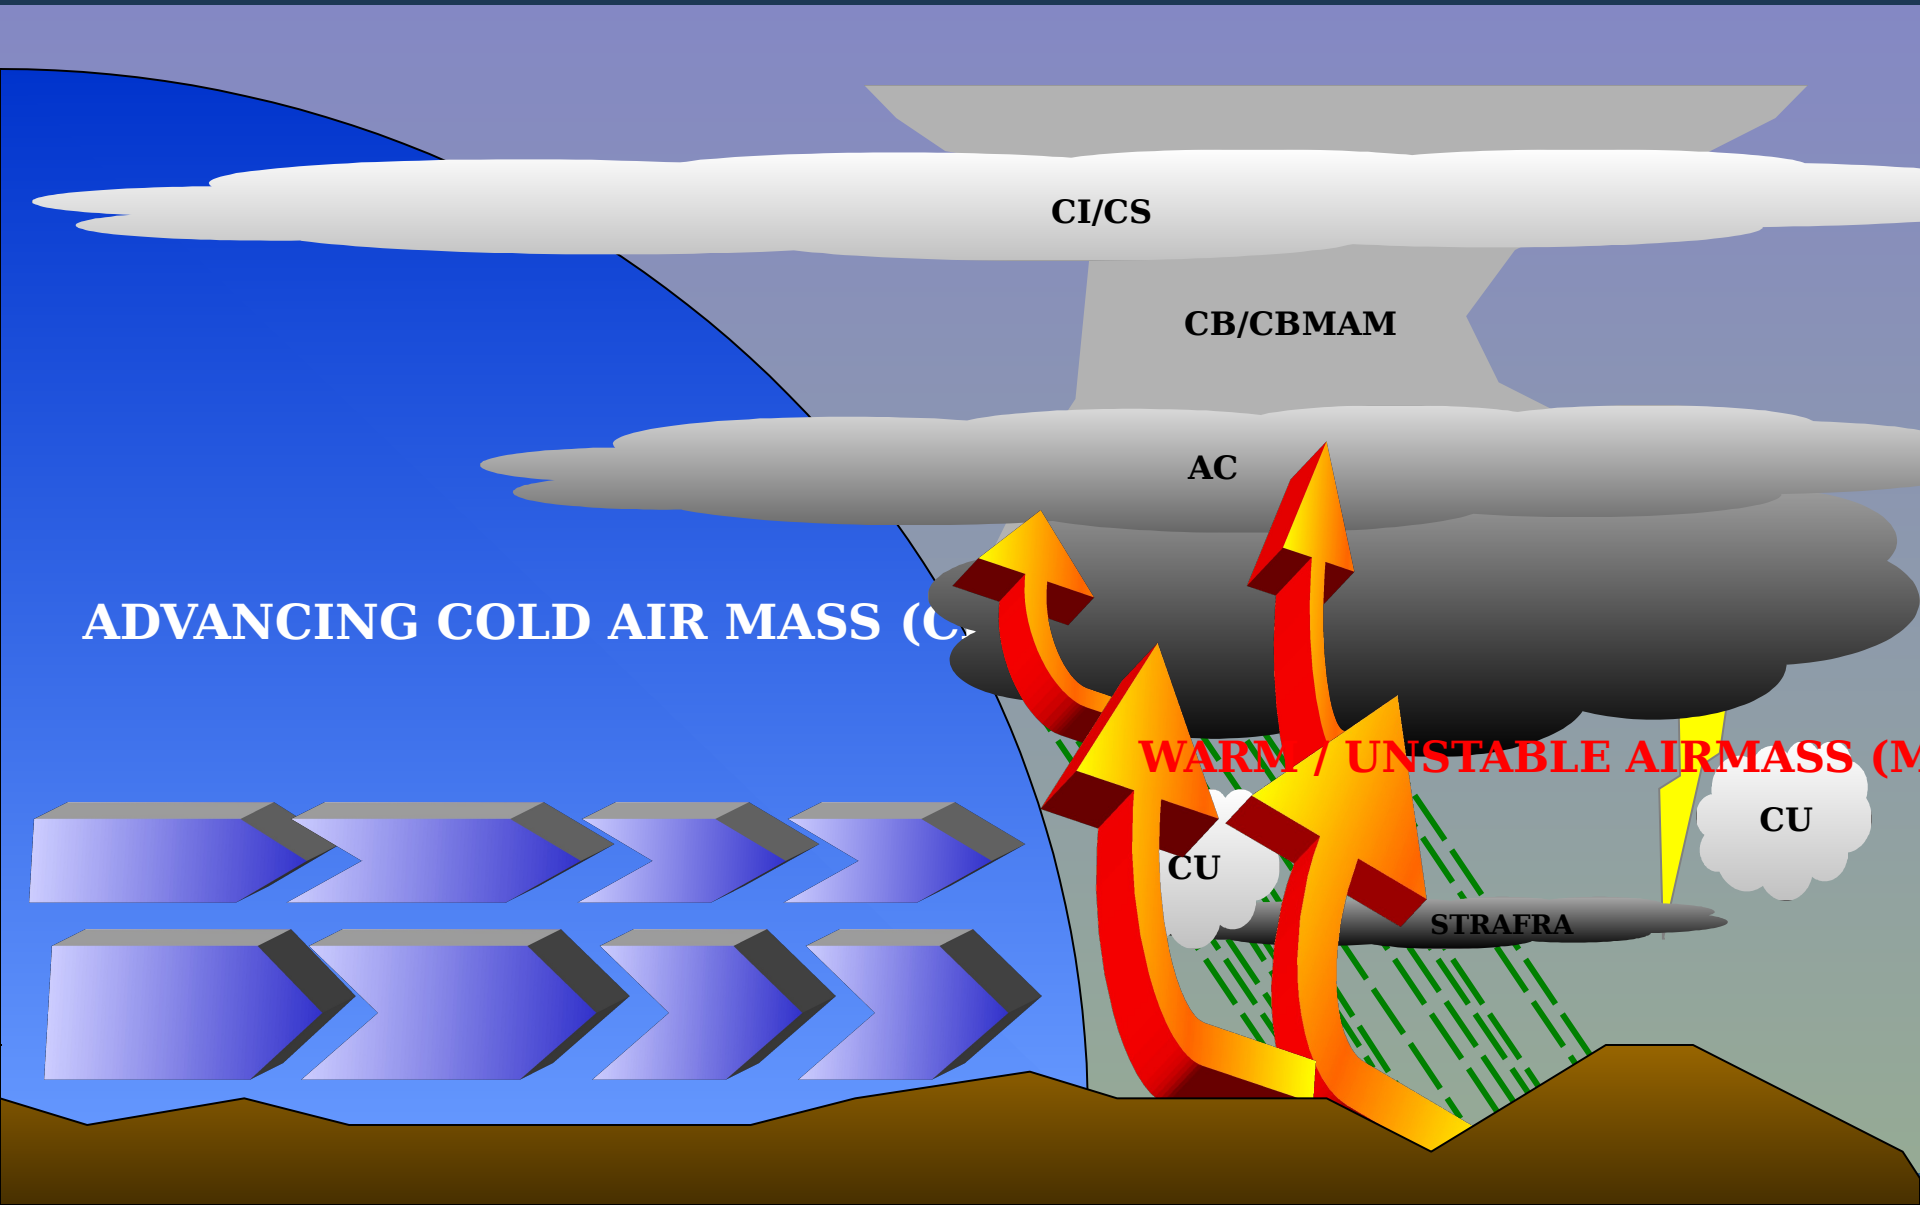 CI/CS
CB/CBMAM
AC
ADVANCING COLD AIR MASS (C
WARM / UNSTABLE AIRMASS (M
CU
CU
STRAFRA